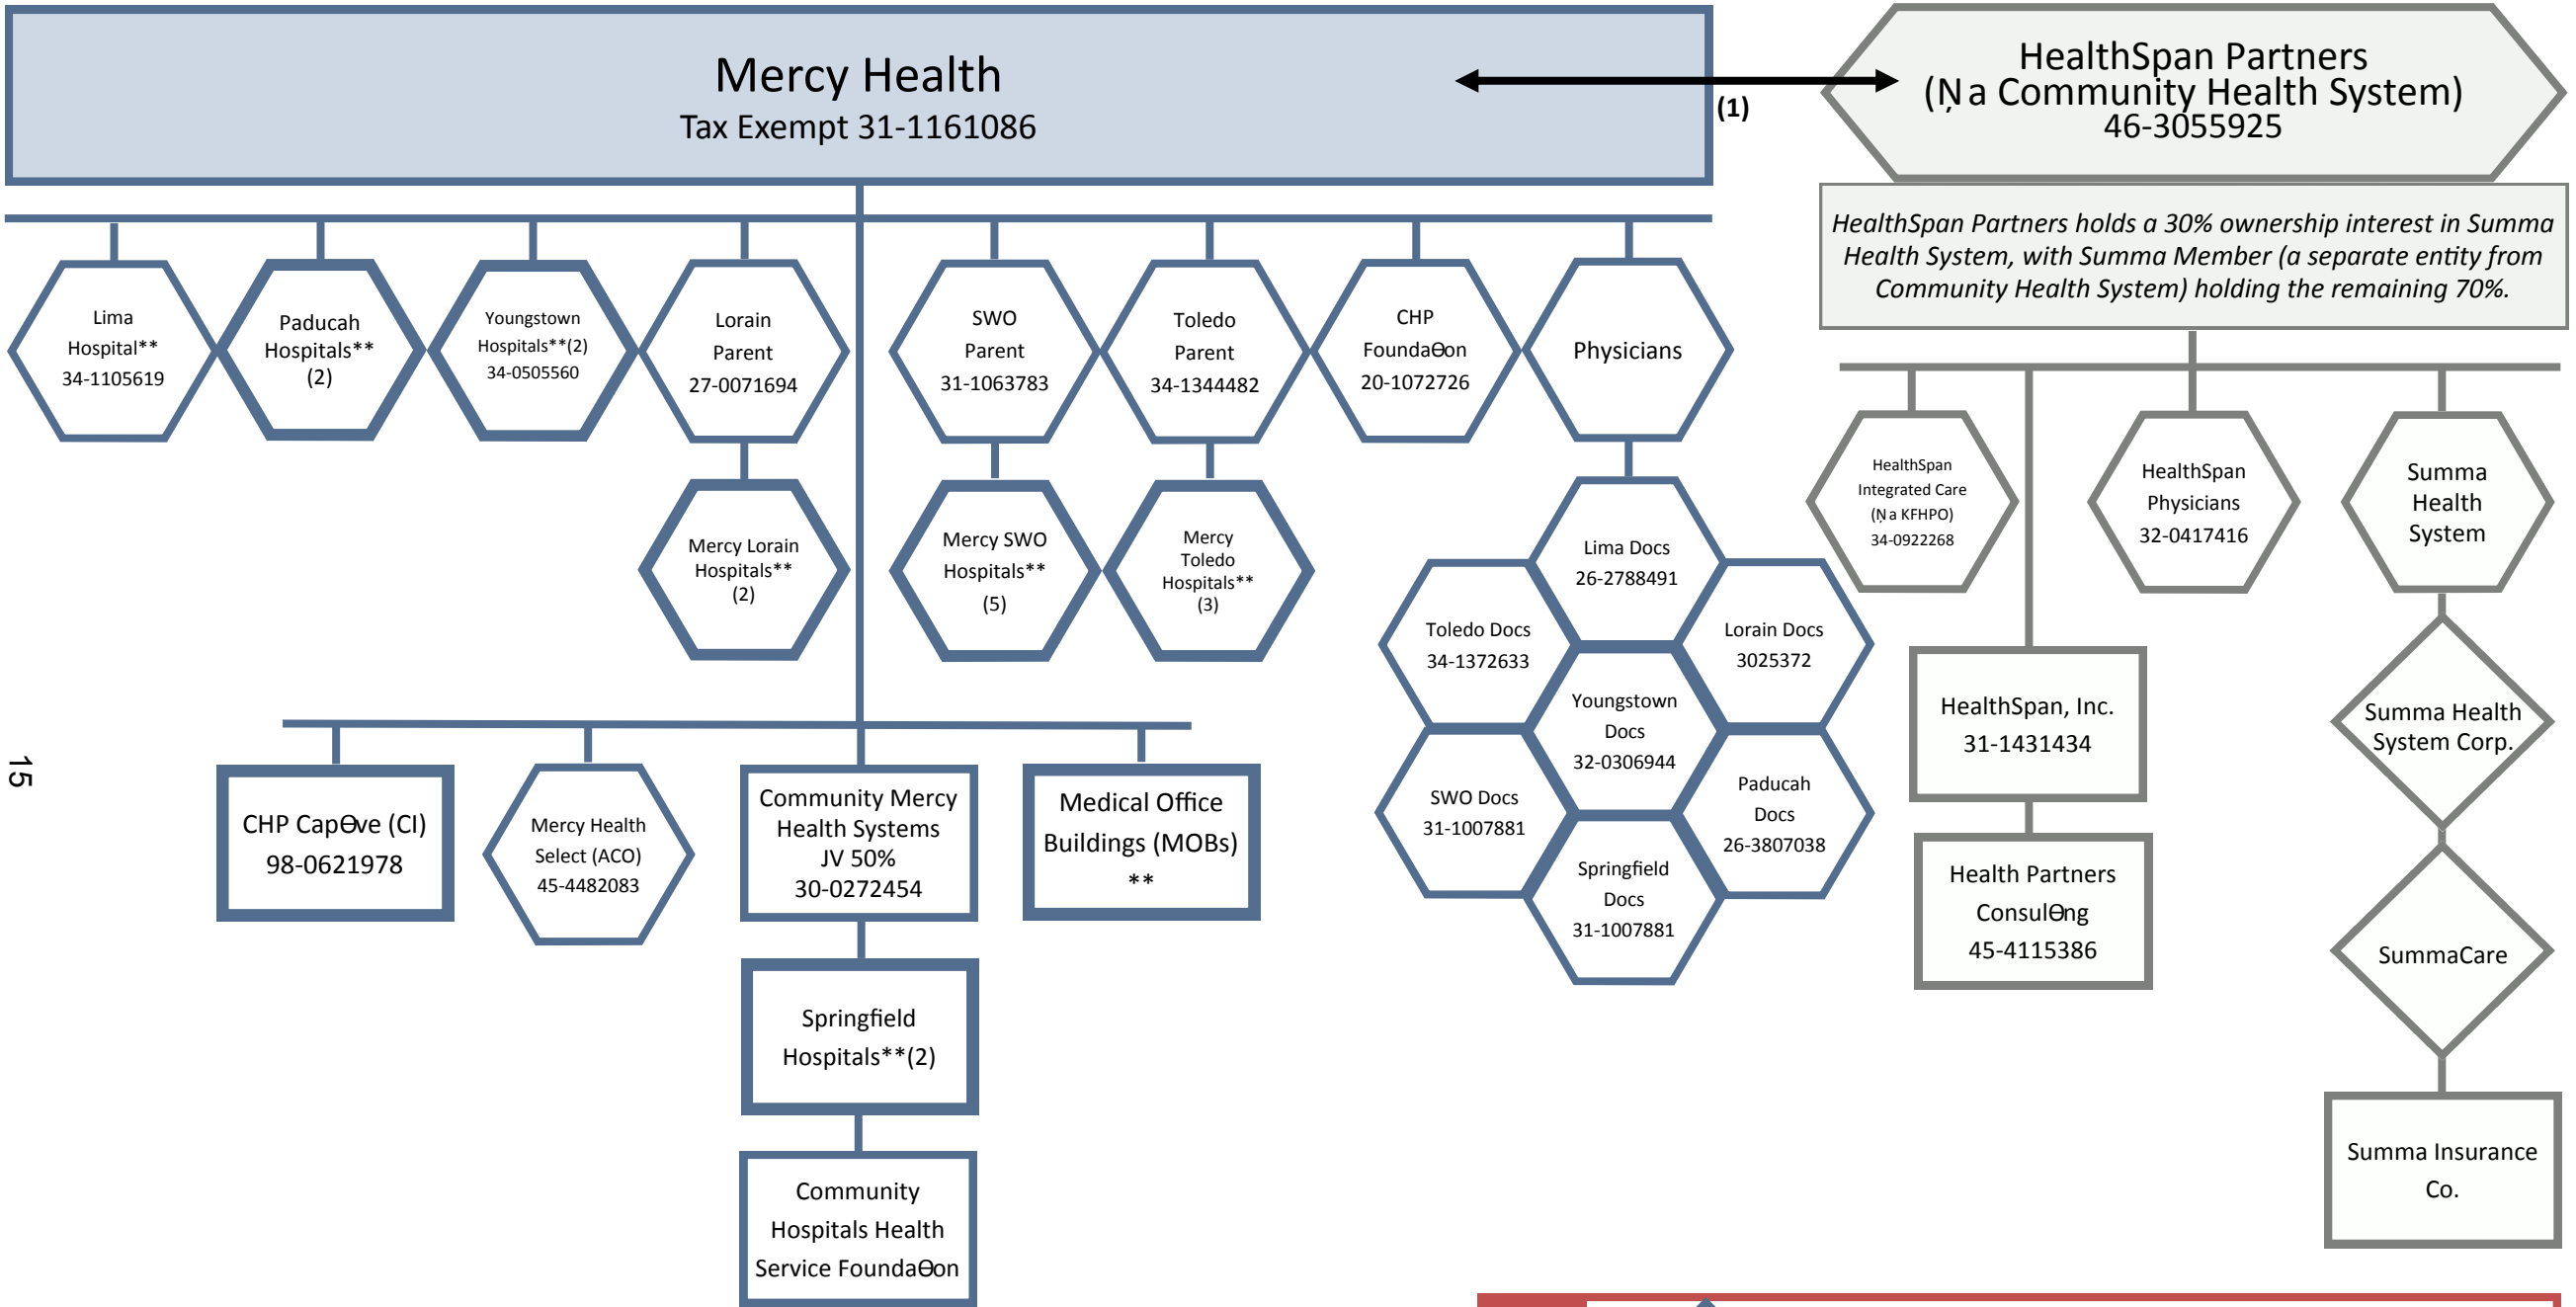 Mercy Health
Tax Exempt 31-1161086
(1)
HealthSpan Partners
(Ņa Community Health System)
46-3055925
HealthSpan Partners holds a 30% ownership interest in Summa
Health System, with Summa Member (a separate entity from
Community Health System) holding the remaining 70%.
Lima
Hospital**
34-1105619
Paducah
Hospitals**
(2)
Youngstown
Hospitals**(2)
34-0505560
Lorain
Parent
27-0071694
SWO
Parent
31-1063783
Toledo
Parent
34-1344482
CHP
FoundaƟon
20-1072726
Physicians
Mercy Lorain
Hospitals**
(2)
Mercy SWO
Hospitals**
(5)
Mercy
Toledo
Hospitals**
(3)
Lima Docs
26-2788491
Toledo Docs
34-1372633
Lorain Docs
3025372
Youngstown
Docs
32-0306944
SWO Docs
31-1007881
Paducah
Docs
26-3807038
Springfield
Docs
31-1007881
HealthSpan
Integrated Care
(Ņa KFHPO)
34-0922268
HealthSpan
Physicians
32-0417416
Summa
Health
System
HealthSpan, Inc.
31-1431434
Health Partners
ConsulƟng
45-4115386
Summa Health
System Corp.
SummaCare
Summa Insurance
Co.
CHP CapƟve (CI)
98-0621978
Mercy Health
Select (ACO)
45-4482083
Community Mercy
Health Systems
JV 50%
30-0272454
Medical Office
Buildings (MOBs)
**
Springfield
Hospitals**(2)
Community
Hospitals Health
Service FoundaƟon
15